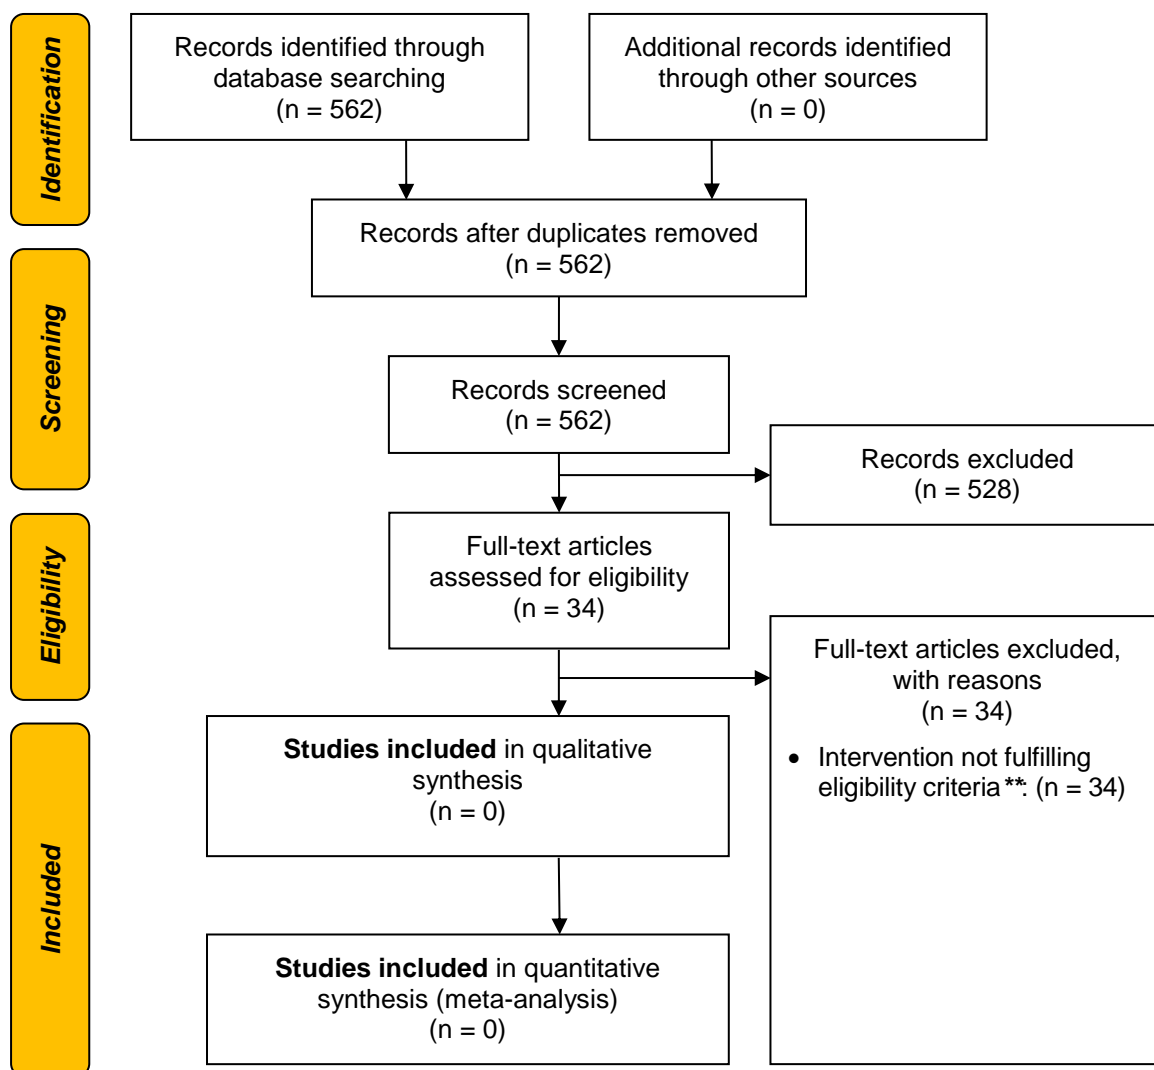 Identification
Records identified through
database searching
(n = 562)
Additional records identified
through other sources
(n = 0)
Records after duplicates removed
(n = 562)
Screening
Records screened
(n = 562)
Records excluded
(n = 528)
Eligibility
Full-text articles
assessed for eligibility
(n = 34)
Full-text articles excluded,
with reasons
(n = 34)
• Intervention not fulfilling
eligibility criteria**: (n = 34)
Included
Studies included in qualitative
synthesis
(n = 0)
Studies included in quantitative
synthesis (meta-analysis)
(n = 0)